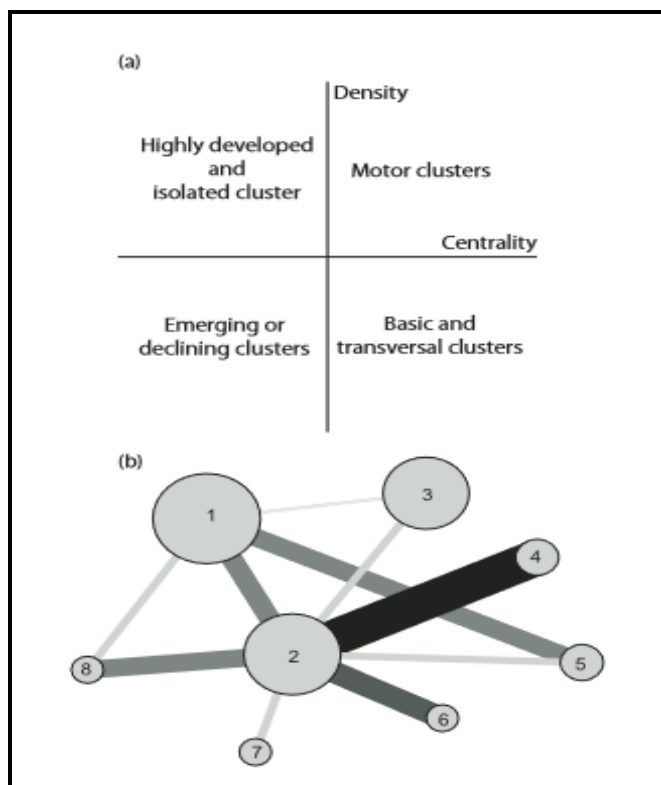 (a)
Density
Highly developed
and
isolated cluster
Motor clusters
Centrality
Emerging or
declining clusters
Basic and
transversal clusters
(b)
1
3
4
2
5
8
6
7